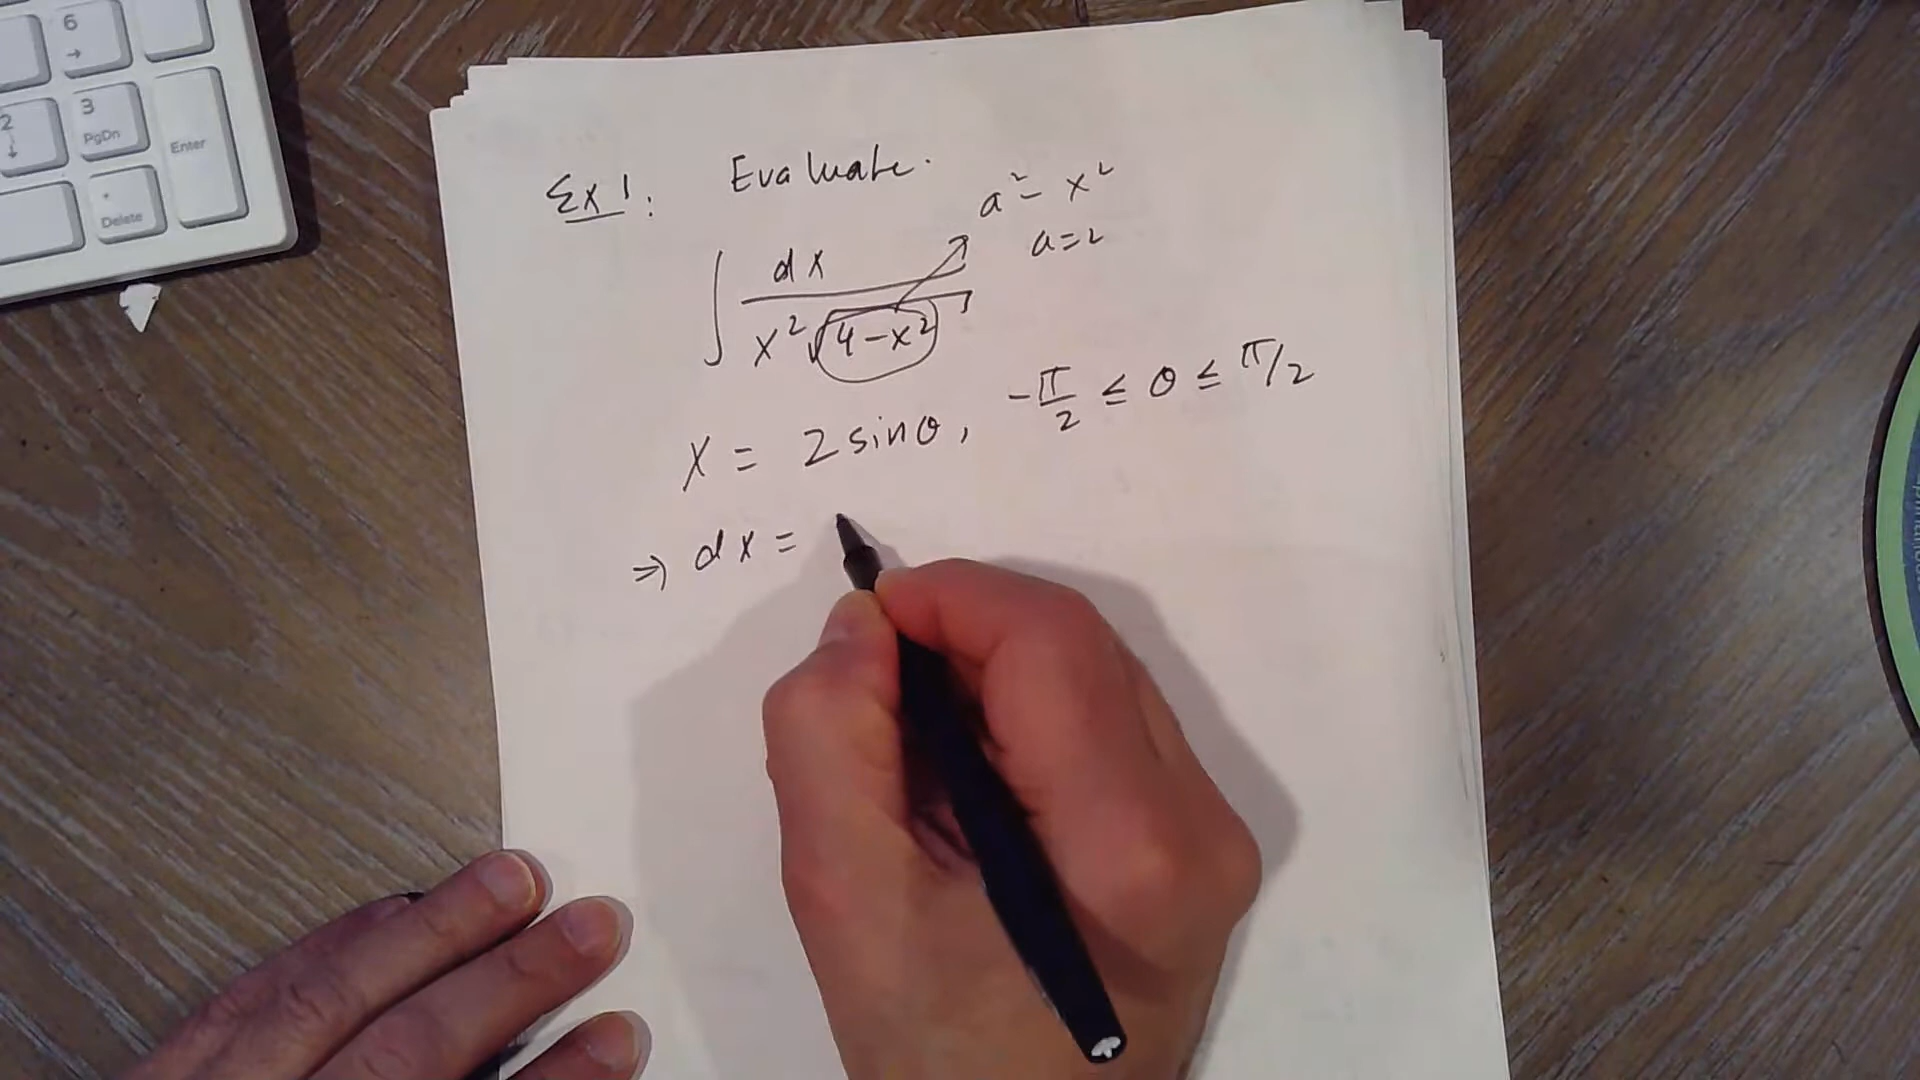 6
→
2
↓
3
PgDn
Enter
.
Delete
Ex 1: Evaluate.
a² - x²
a=2
∫ dx / x²√(4-x²)
x = 2 sinθ, -π/2 ≤ θ ≤ π/2
⇒ dx =